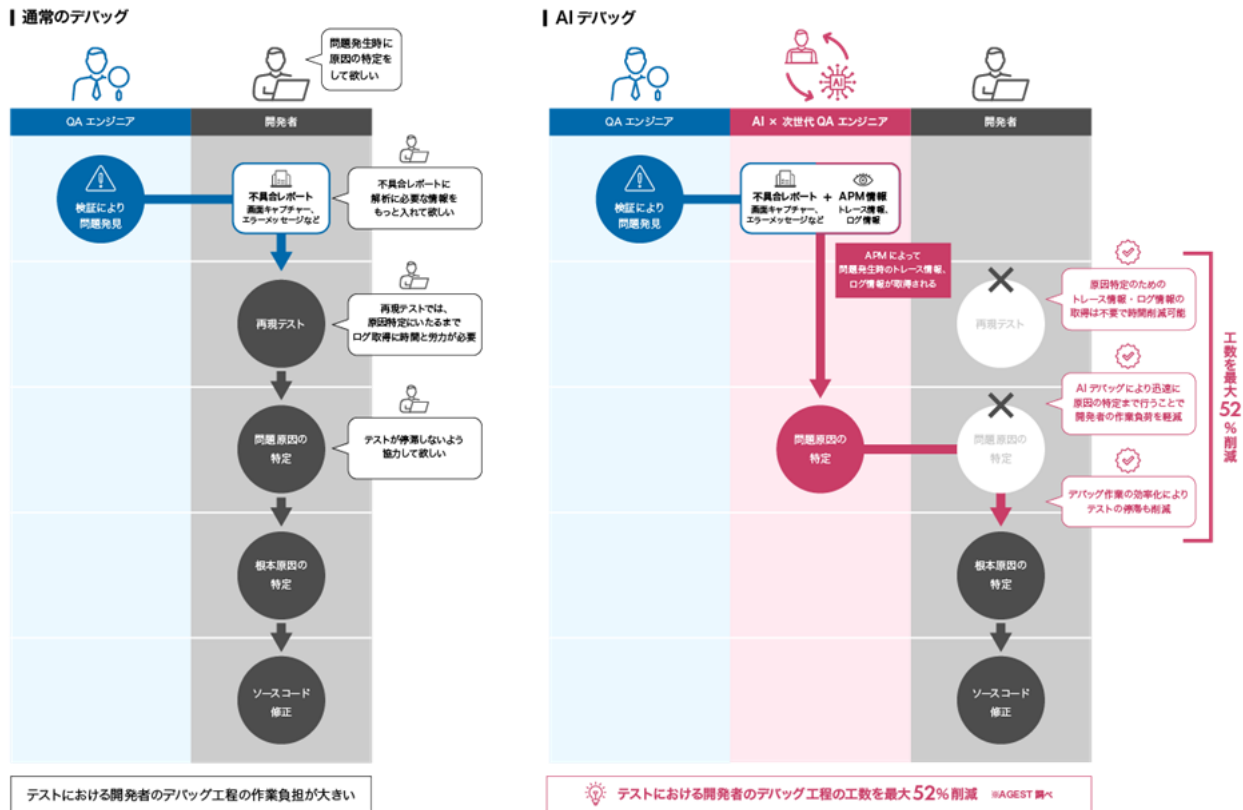 通常のデバッグ
問題発生時に
原因の特定を
して欲しい
QA エンジニア
開発者
検証により
問題発見
不具合レポート
画面キャプチャー、
エラーメッセージなど
不具合レポートに
解析に必要な情報を
もっと入れて欲しい
再現テスト
再現テストでは、
原因特定にいたるまで
ログ取得に時間と労力が必要
問題原因の
特定
テストが停滞しないよう
協力して欲しい
根本原因の
特定
ソースコード
修正
テストにおける開発者のデバッグ工程の作業負担が大きい
AI デバッグ
AI
QA エンジニア
AI × 次世代 QA エンジニア
開発者
検証により
問題発見
不具合レポート
画面キャプチャー、
エラーメッセージなど
+
APM 情報
トレース情報、
ログ情報
APM によって
問題発生時のトレース情報、
ログ情報が取得される
再現テスト
原因特定のための
トレース情報・ログ情報の
取得は不要で時間削減可能
問題原因の
特定
問題原因の
特定
AI デバッグにより迅速に
原因の特定まで行うことで
開発者の作業負荷を軽減
デバッグ作業の効率化により
テストの停滞も削減
根本原因の
特定
ソースコード
修正
工数を最大52%削減
テストにおける開発者のデバッグ工程の工数を最大 52% 削減 ※AGEST 調べ